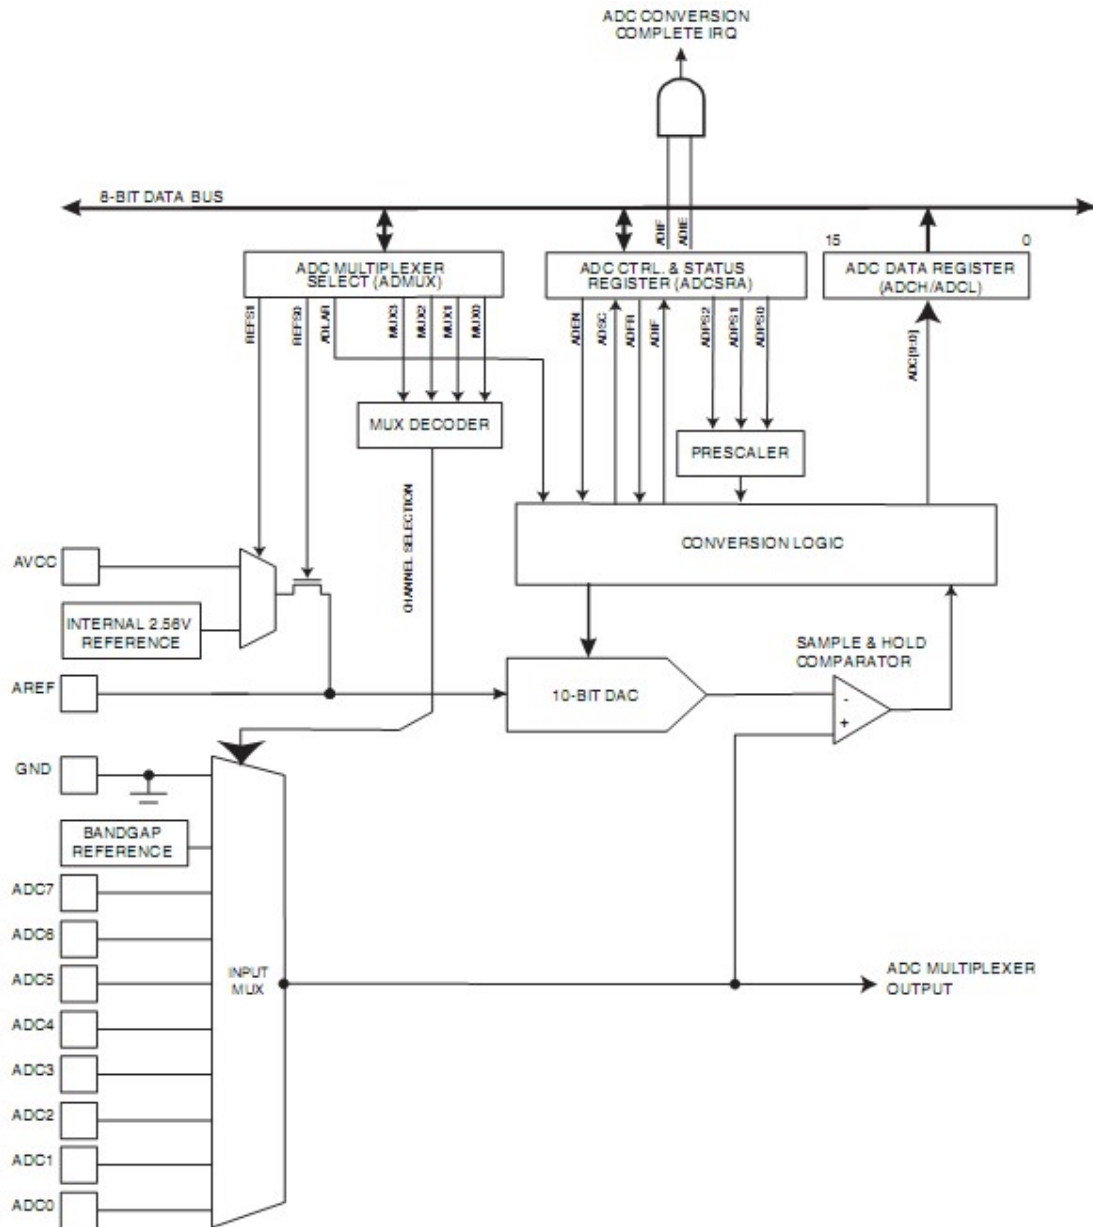 ADC CONVERSION
COMPLETE IRQ
8-BIT DATA BUS
ADIF
ADIE
15
0
ADC MULTIPLEXER
SELECT (ADMUX)
ADC CTRL. & STATUS
REGISTER (ADCSRA)
ADC DATA REGISTER
(ADCH/ADCL)
REFS1
REFS0
ADLAR
MUX3
MUX2
MUX1
MUX0
ADEN
ADSC
ADFR
ADIF
ADPS2
ADPS1
ADPS0
ADC[9:0]
MUX DECODER
PRESCALER
CHANNEL SELECTION
CONVERSION LOGIC
AVCC
INTERNAL 2.56V
REFERENCE
SAMPLE & HOLD
COMPARATOR
AREF
10-BIT DAC
-
+
GND
BANDGAP
REFERENCE
ADC7
ADC6
ADC5
INPUT
MUX
ADC MULTIPLEXER
OUTPUT
ADC4
ADC3
ADC2
ADC1
ADC0